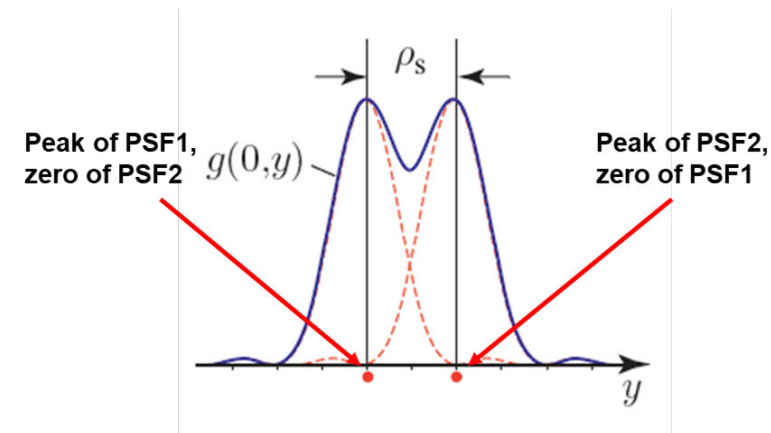 ρs
Peak of PSF1,
zero of PSF2
g(0,y)
Peak of PSF2,
zero of PSF1
y